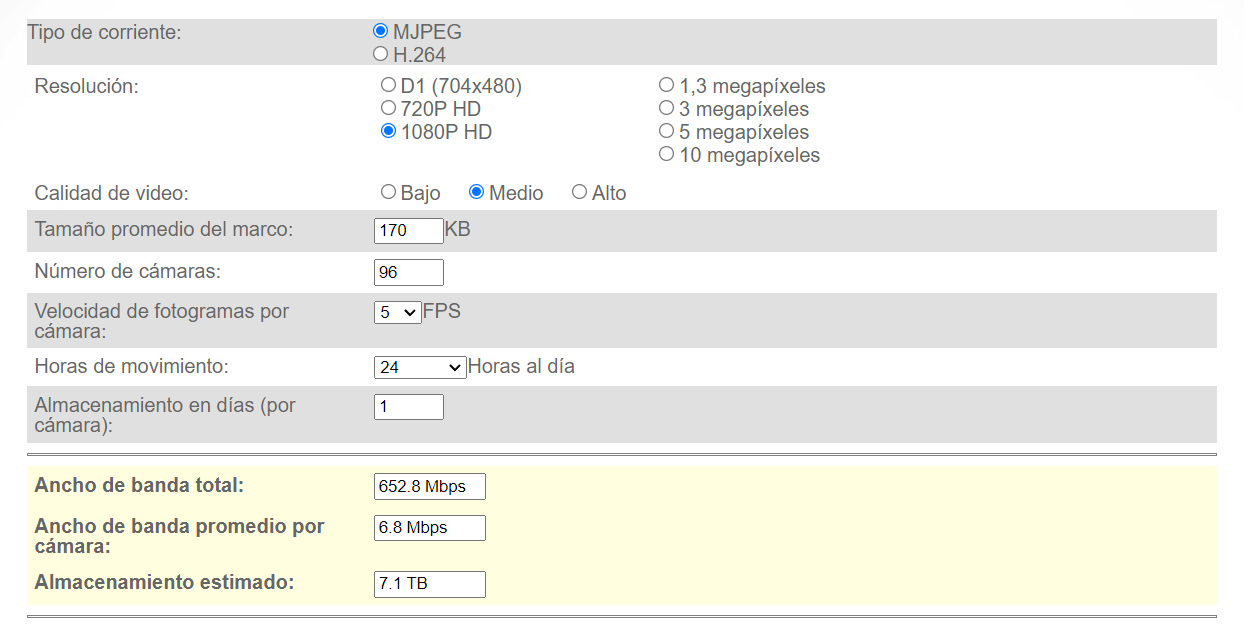 Tipo de corriente:
MJPEG
H.264
Resolución:
D1 (704x480)
1,3 megapíxeles
720P HD
3 megapíxeles
1080P HD
5 megapíxeles
10 megapíxeles
Calidad de video:
Bajo
Medio
Alto
Tamaño promedio del marco:
170 KB
Número de cámaras:
96
Velocidad de fotogramas por
cámara:
5 FPS
Horas de movimiento:
24 Horas al día
Almacenamiento en días (por
cámara):
1
Ancho de banda total:
652.8 Mbps
Ancho de banda promedio por
cámara:
6.8 Mbps
Almacenamiento estimado:
7.1 TB